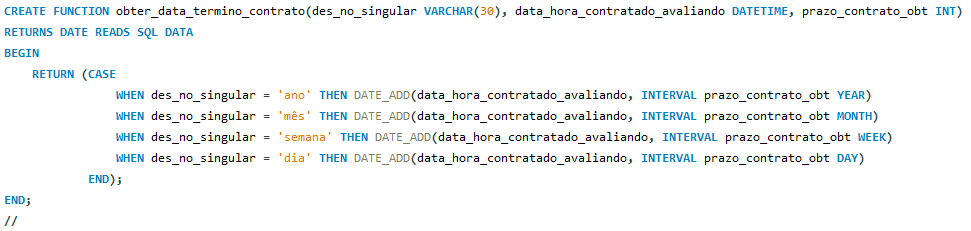 CREATE FUNCTION obter_data_termino_contrato(des_no_singular VARCHAR(30), data_hora_contratado_avaliando DATETIME, prazo_contrato_obt INT)
RETURNS DATE READS SQL DATA
BEGIN
RETURN (CASE
WHEN des_no_singular = 'ano' THEN DATE_ADD(data_hora_contratado_avaliando, INTERVAL prazo_contrato_obt YEAR)
WHEN des_no_singular = 'mês' THEN DATE_ADD(data_hora_contratado_avaliando, INTERVAL prazo_contrato_obt MONTH)
WHEN des_no_singular = 'semana' THEN DATE_ADD(data_hora_contratado_avaliando, INTERVAL prazo_contrato_obt WEEK)
WHEN des_no_singular = 'dia' THEN DATE_ADD(data_hora_contratado_avaliando, INTERVAL prazo_contrato_obt DAY)
END);
END;
//